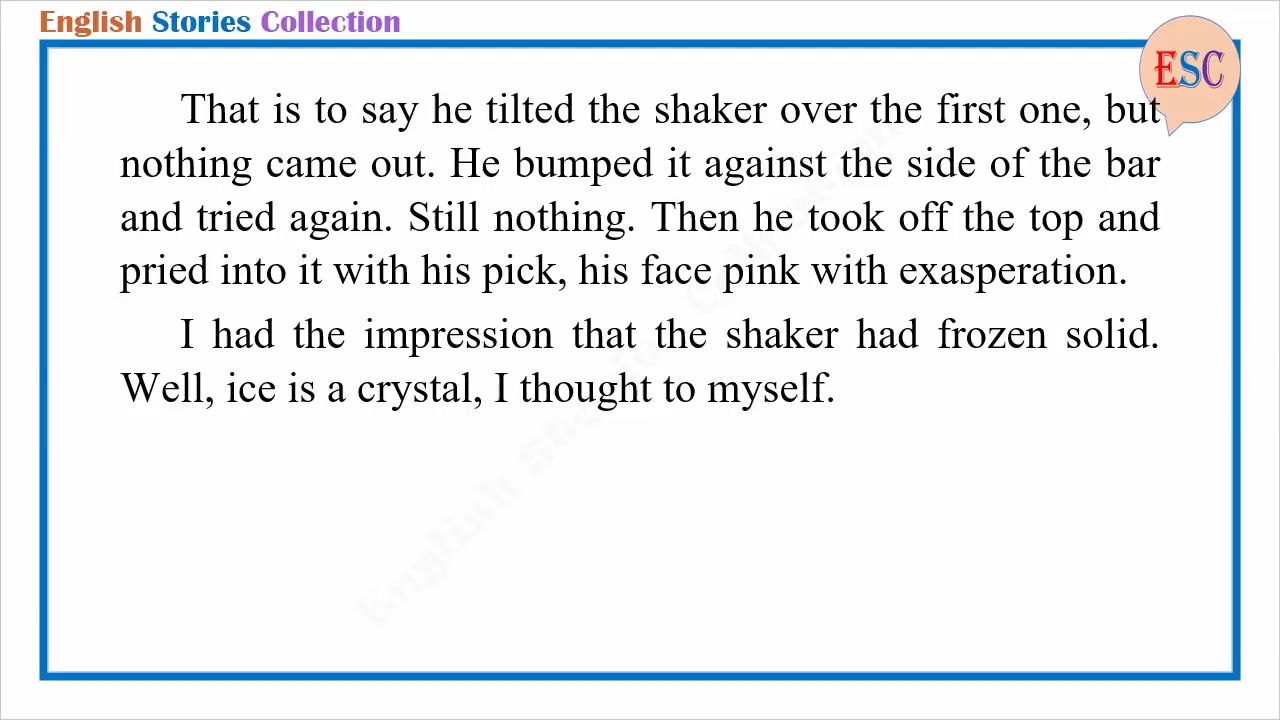 English Stories Collection
ESC
That is to say he tilted the shaker over the first one, but
nothing came out. He bumped it against the side of the bar
and tried again. Still nothing. Then he took off the top and
pried into it with his pick, his face pink with exasperation.
I had the impression that the shaker had frozen solid.
Well, ice is a crystal, I thought to myself.
English Stories Collection